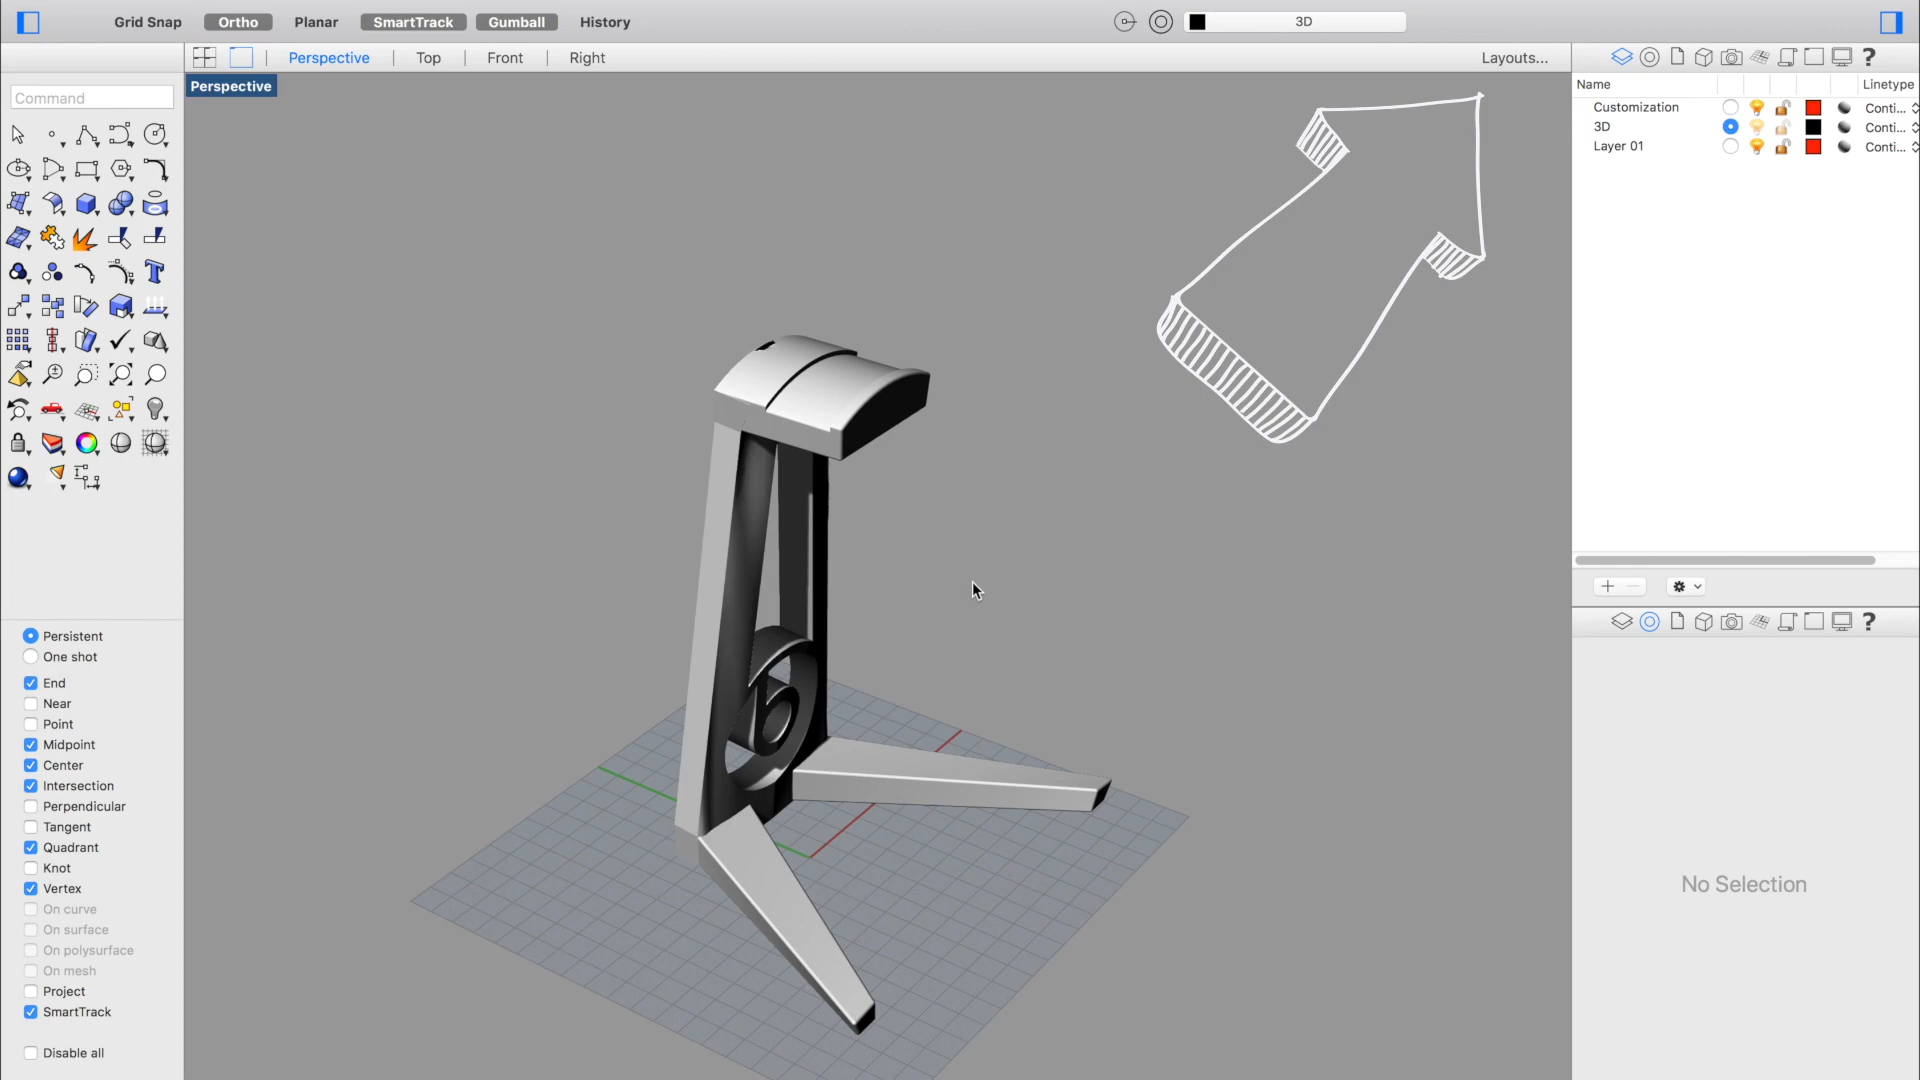 Grid Snap Ortho Planar SmartTrack Gumball History 3D
Perspective Top Front Right Layouts...
Perspective
Command
Name Linetype
Customization Conti...
3D Conti...
Layer 01 Conti...
6
Persistent
One shot
End
Near
Point
Midpoint
Center
Intersection
Perpendicular
Tangent
Quadrant
Knot
Vertex
On curve
On surface
On polysurface
On mesh
Project
SmartTrack
Disable all
No Selection